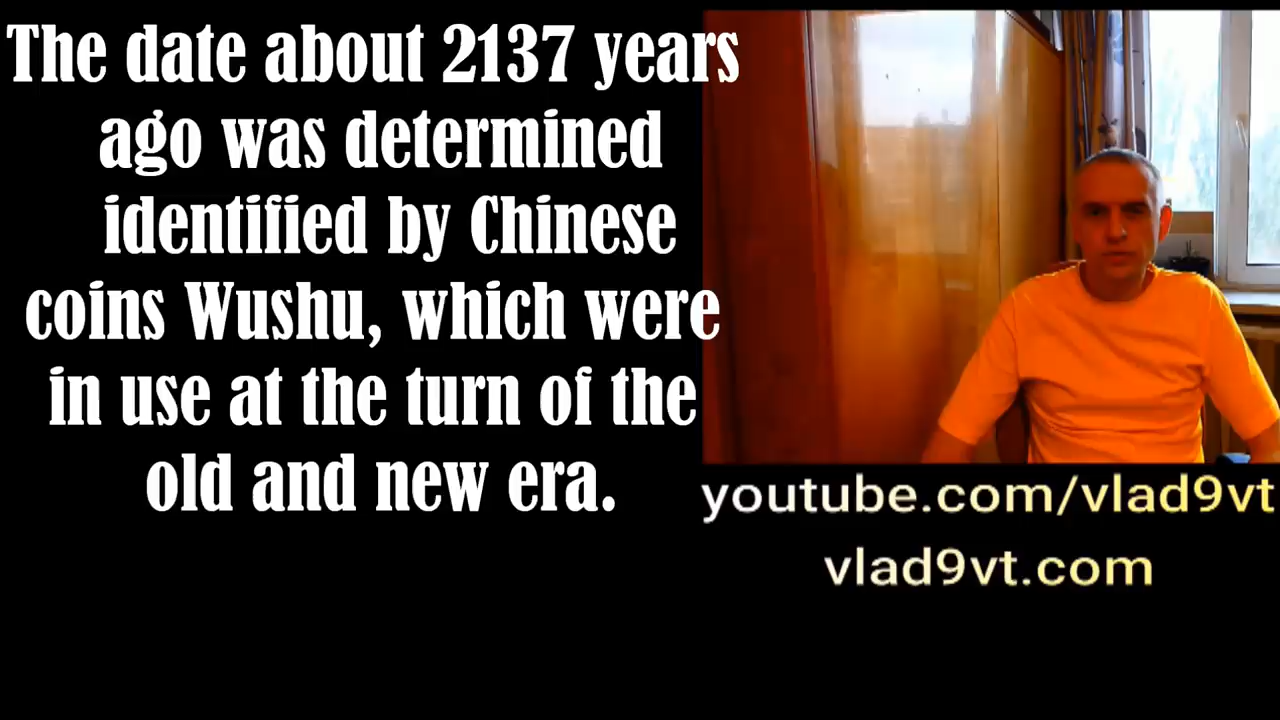 The date about 2137 years
ago was determined
identified by Chinese
coins Wushu, which were
in use at the turn of the
old and new era.
youtube.com/vlad9vt
vlad9vt.com